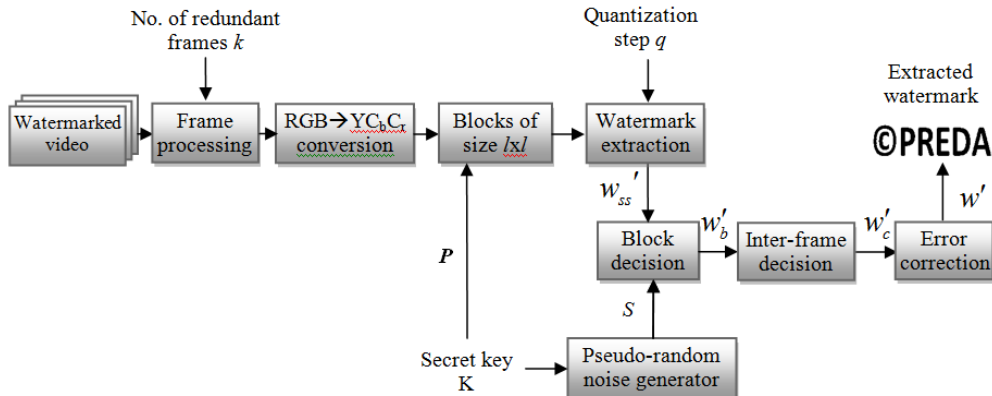 No. of redundant
frames k
Quantization
step q
Extracted
watermark
Watermarked
video
Frame
processing
RGB→YCbCr
conversion
Blocks of
size lxl
Watermark
extraction
©PREDA
wss'
w'
P
Block
decision
w'b
Inter-frame
decision
w'c
Error
correction
S
Secret key
K
Pseudo-random
noise generator